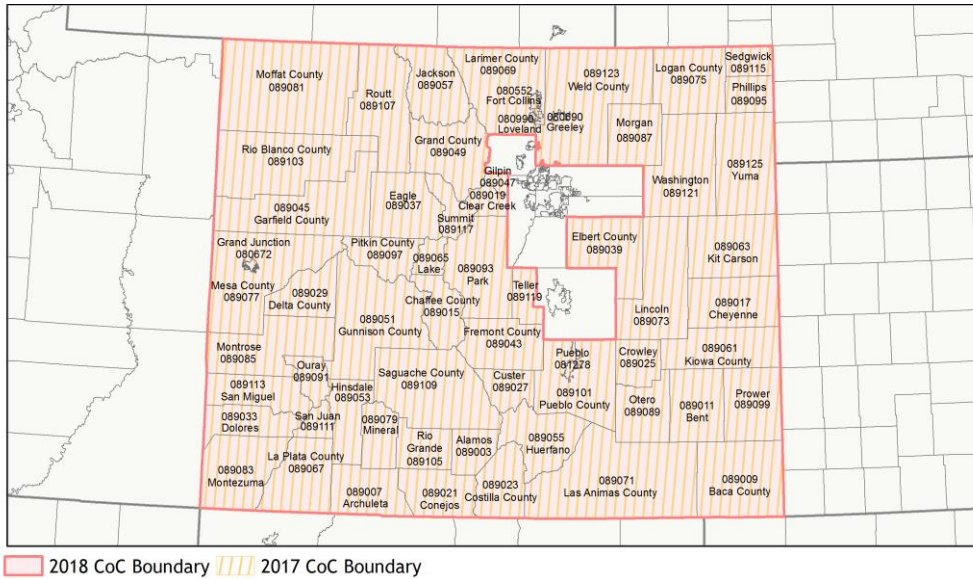 Moffat County
089081
Routt
089107
Jackson
089057
Larimer County
089069
080552
Fort Collins
080990
Loveland
089123
Weld County
080690
Greeley
Morgan
089087
Logan County
089075
Sedgwick
089115
Phillips
089095
Rio Blanco County
089103
Grand County
089049
Gilpin
089047
089019
Clear Creek
Washington
089121
089125
Yuma
089045
Garfield County
Eagle
089037
Summit
089117
Grand Junction
080672
Mesa County
089077
Pitkin County
089097
089065
Lake
089093
Park
Elbert County
089039
089063
Kit Carson
089029
Delta County
089051
Gunnison County
Chaffee County
089015
Teller
089119
Lincoln
089073
089017
Cheyenne
Montrose
089085
Ouray
089091
Hinsdale
089053
Saguache County
089109
Fremont County
089043
Custer
089027
Pueblo
081278
089101
Pueblo County
Crowley
089025
089061
Kiowa County
089113
San Miguel
089033
Dolores
San Juan
089111
089079
Mineral
Rio
Grande
089105
Alamos
089003
089055
Huerfano
Otero
089089
089011
Bent
Prower
089099
089083
Montezuma
La Plata County
089067
089007
Archuleta
089021
Conejos
089023
Costilla County
089071
Las Animas County
089009
Baca County
2018 CoC Boundary
2017 CoC Boundary